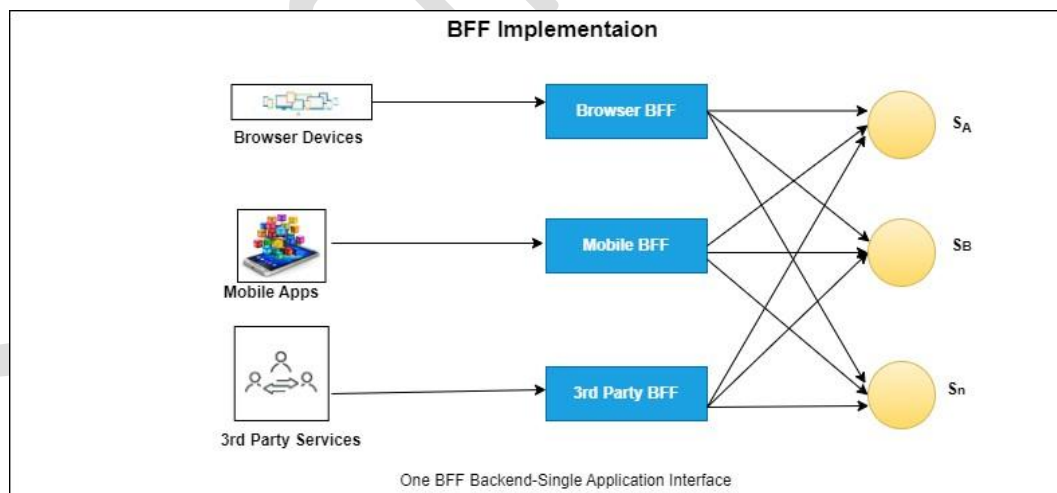 BFF Implementaion
Browser Devices
Browser BFF
SA
Mobile Apps
Mobile BFF
SB
3rd Party Services
3rd Party BFF
Sn
One BFF Backend-Single Application Interface